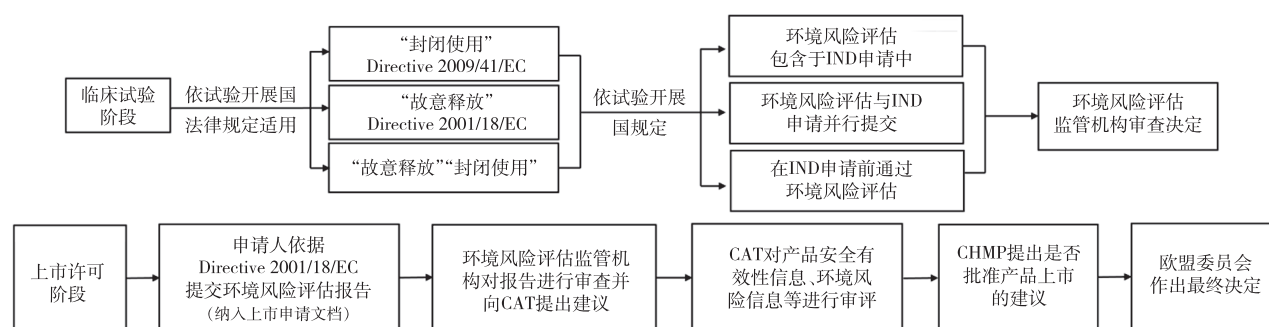 临床试验
阶段
依试验开展国
法律规定适用
“封闭使用”
Directive 2009/41/EC
“故意释放”
Directive 2001/18/EC
“故意释放”“封闭使用”
依试验开展
国规定
环境风险评估
包含于IND申请中
环境风险评估与IND
申请并行提交
在IND申请前通过
环境风险评估
环境风险评估
监管机构审查决定
上市许可
阶段
申请人依据
Directive 2001/18/EC
提交环境风险评估报告
(纳入上市申请文档)
环境风险评估监管机
构对报告进行审查并
向CAT提出建议
CAT对产品安全有
效性信息、环境风
险信息等进行审评
CHMP提出是否
批准产品上市
的建议
欧盟委员会
作出最终决定